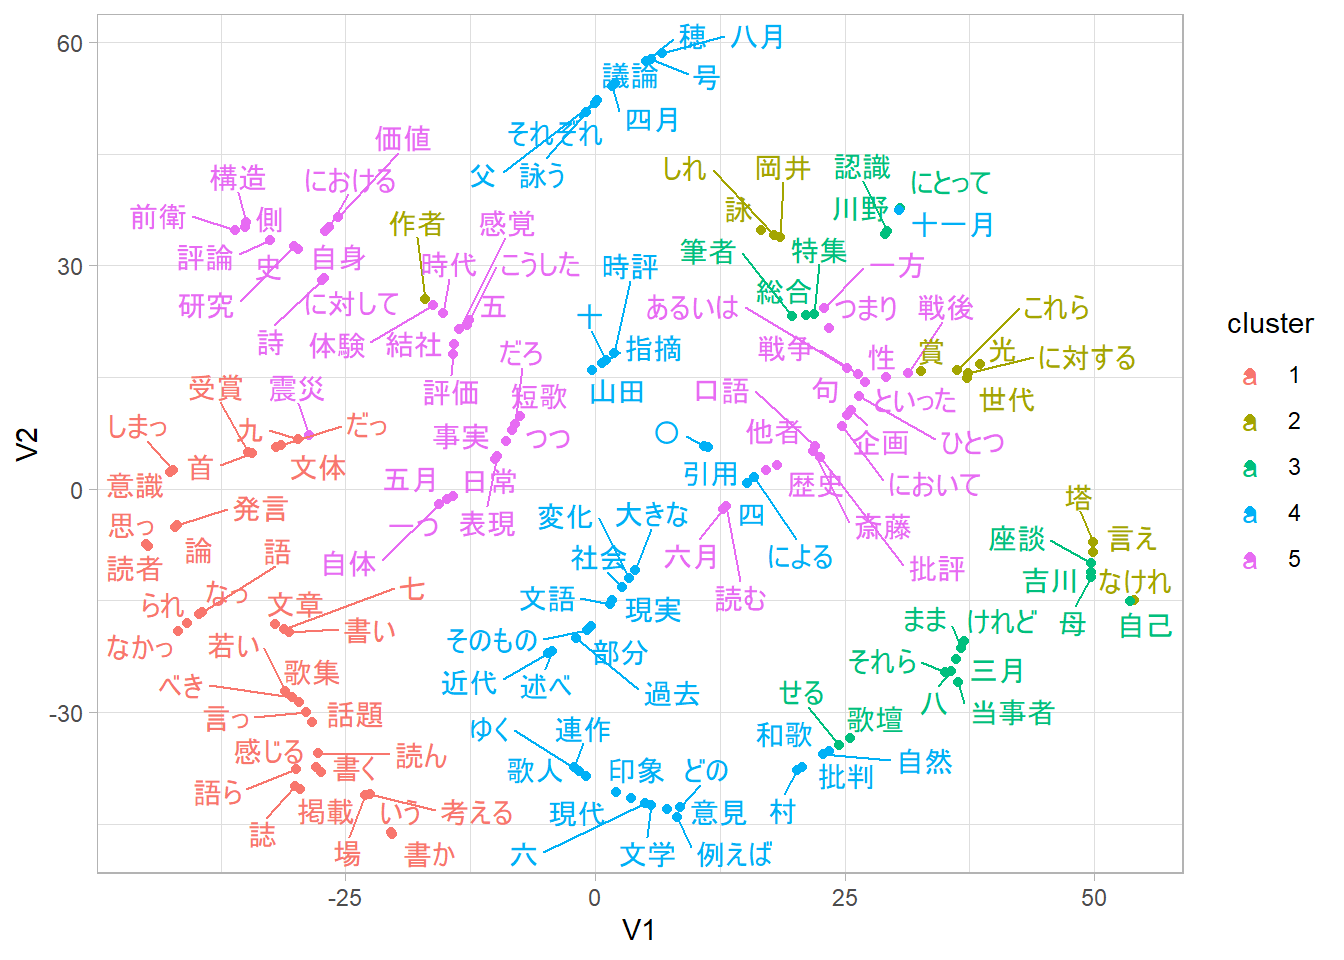 60
穂
八月
議論
号
四月
それぞれ
父
詠う
価値
構造
における
前衛
側
評論
史
自身
研究
に対して
詩
作者
感覚
時代
こうした
五
体験
結社
評価
だろ
短歌
つつ
事実
日常
表現
五月
一つ
自体
時評
十
指摘
山田
しれ
岡井
詠
認識
にとって
川野
十一月
筆者
特集
総合
一方
あるいは
つまり
戦後
戦争
性
賞
光
これら
に対する
世代
句
といった
企画
ひとつ
において
口語
他者
歴史
斎藤
批評
〇
引用
四
による
六月
読む
30
受賞
震災
しまっ
九
だっ
首
文体
意識
0
思っ
発言
読者
論
語
られ
なっ
なかっ
文章
七
書い
若い
歌集
べき
言っ
話題
感じる
読ん
語ら
書く
掲載
誌
いう
考える
場
書か
変化
大きな
社会
文語
現実
そのもの
部分
近代
述べ
過去
ゆく
連作
歌人
印象
どの
現代
意見
六
文学
例えば
和歌
批判
自然
村
せる
歌壇
まま
けれど
それら
三月
八
当事者
塔
座談
言え
吉川
なけれ
母
自己
-30
-25
0
25
50
V1
V2
cluster
a 1
a 2
a 3
a 4
a 5